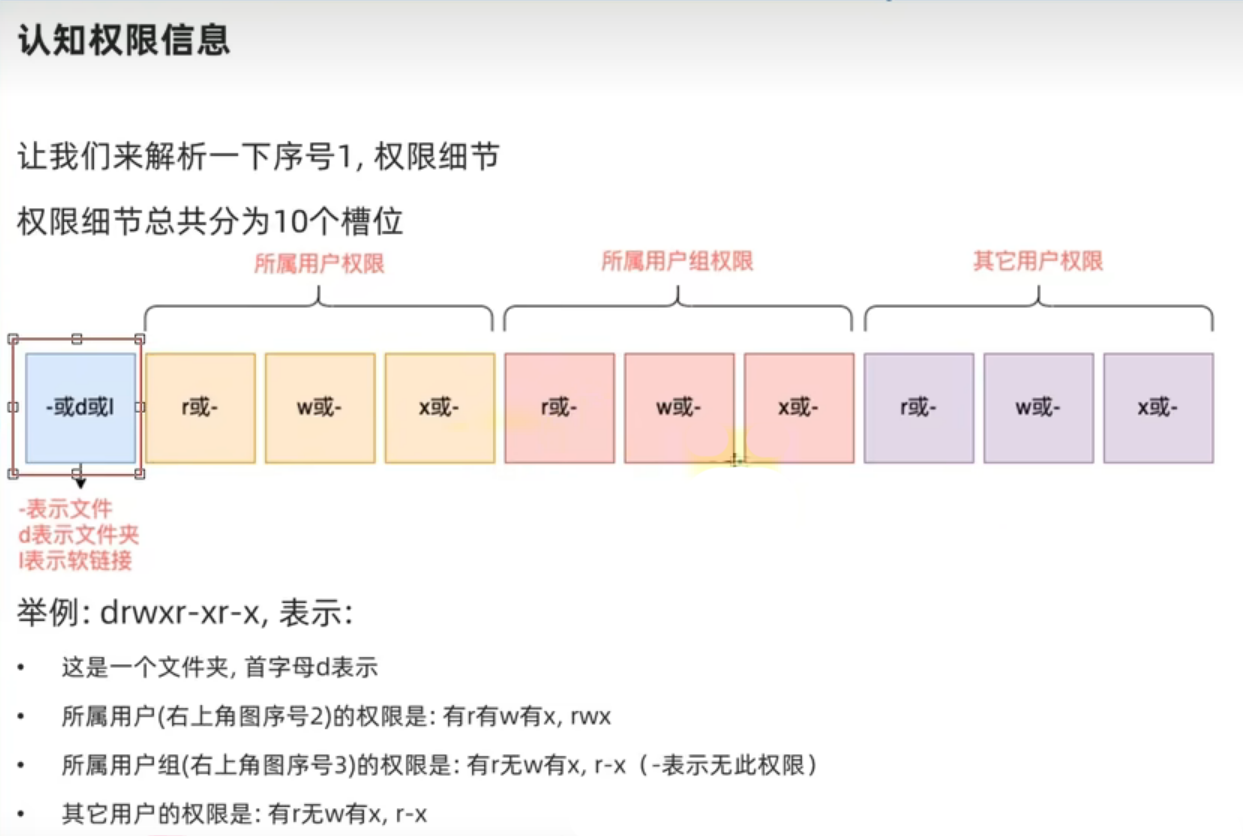 认知权限信息
让我们来解析一下序号1, 权限细节
权限细节总共分为10个槽位
所属用户权限 所属用户组权限 其它用户权限
-或d或l r或- w或- x或- r或- w或- x或- r或- w或- x或-
-表示文件
d表示文件夹
l表示软链接
举例: drwxr-xr-x, 表示:
• 这是一个文件夹, 首字母d表示
• 所属用户(右上角图序号2)的权限是: 有r有w有x, rwx
• 所属用户组(右上角图序号3)的权限是: 有r无w有x, r-x（-表示无此权限）
• 其它用户的权限是: 有r无w有x, r-x